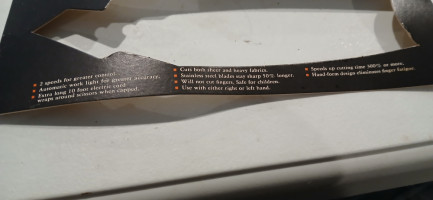 • 2 speeds for greater control.
• Automatic work light for greater accuracy.
• Extra long 10 foot electric cord
wraps around scissors when
• Cuts both sheer and heavy fabrics.
• Stainless steel blades stay sharp 50% longer.
• Will not cut fingers. Safe for children.
• Use with either right or left hand.
• Speeds up cutting time 300% or more.
• Hand-form design eliminates finger fatigue.